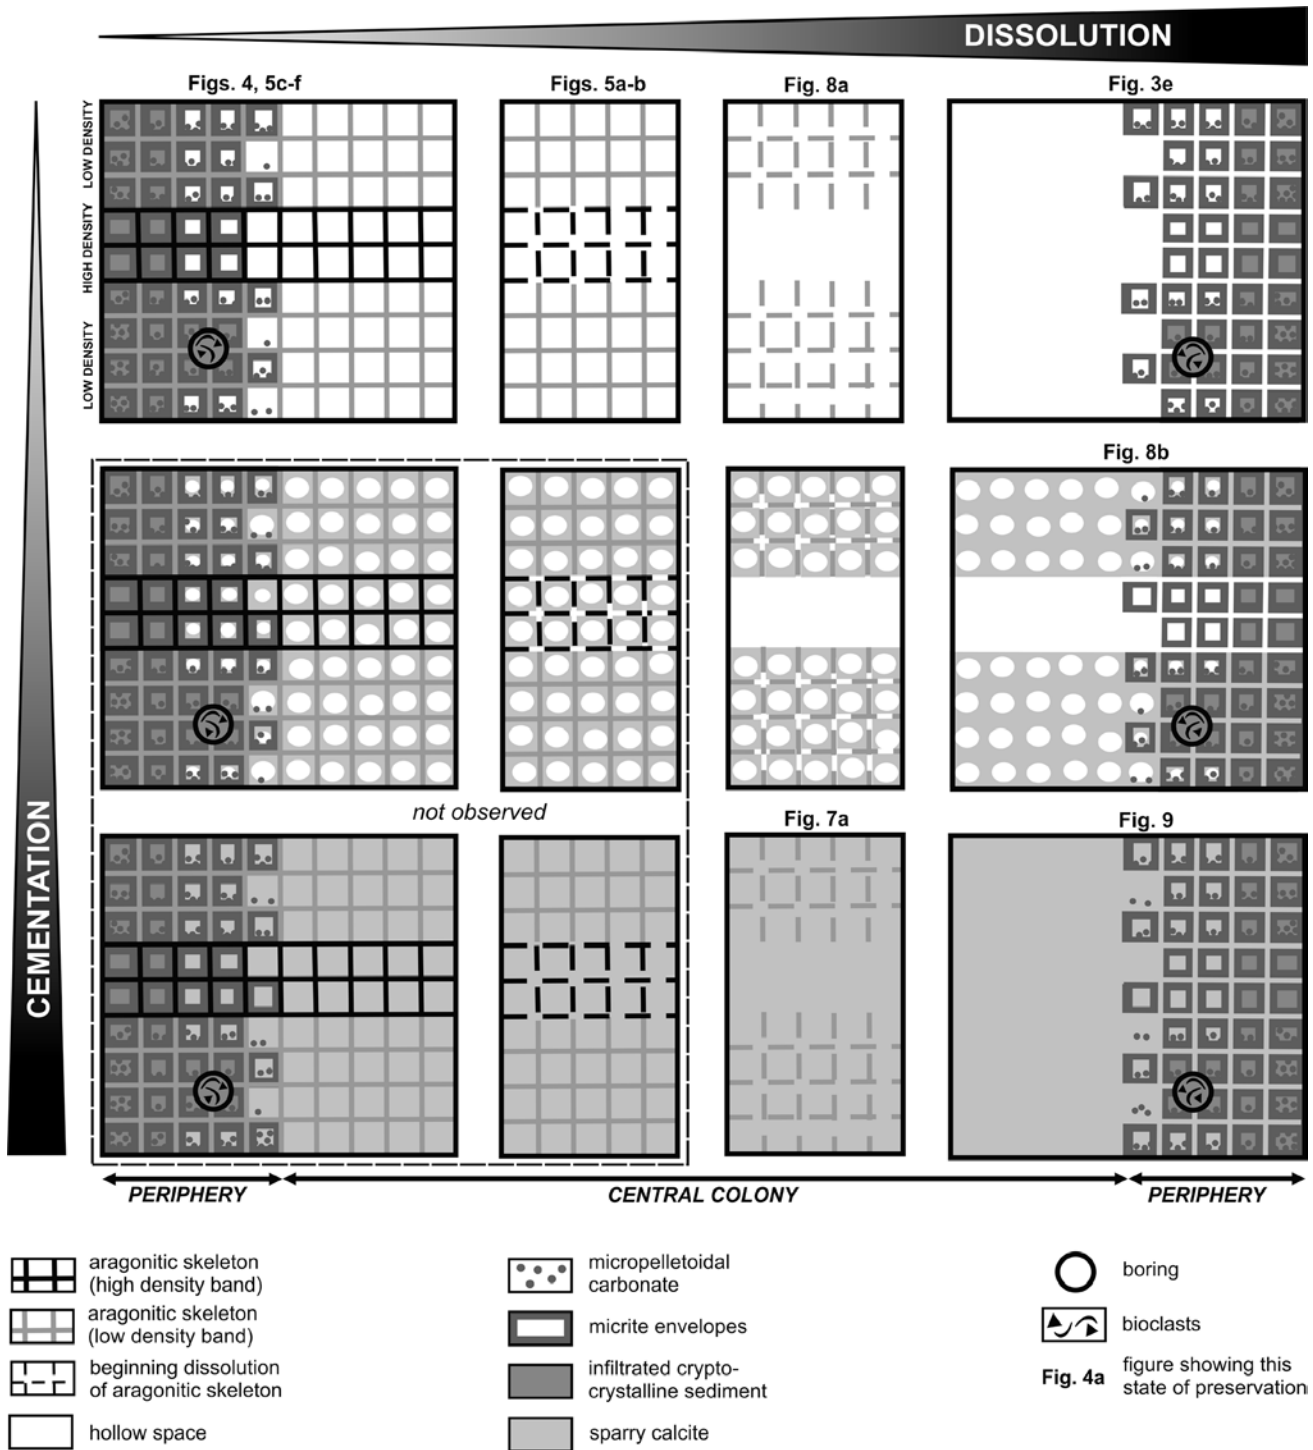 DISSOLUTION
Figs. 4, 5c-f
Figs. 5a-b
Fig. 8a
Fig. 3e
LOW DENSITY
HIGH DENSITY
LOW DENSITY
Fig. 8b
CEMENTATION
not observed
Fig. 7a
Fig. 9
PERIPHERY
CENTRAL COLONY
PERIPHERY
aragonitic skeleton
(high density band)
aragonitic skeleton
(low density band)
beginning dissolution
of aragonitic skeleton
hollow space
micropelletoidal
carbonate
micrite envelopes
infiltrated crypto-
crystalline sediment
sparry calcite
boring
bioclasts
Fig. 4a
figure showing this
state of preservation